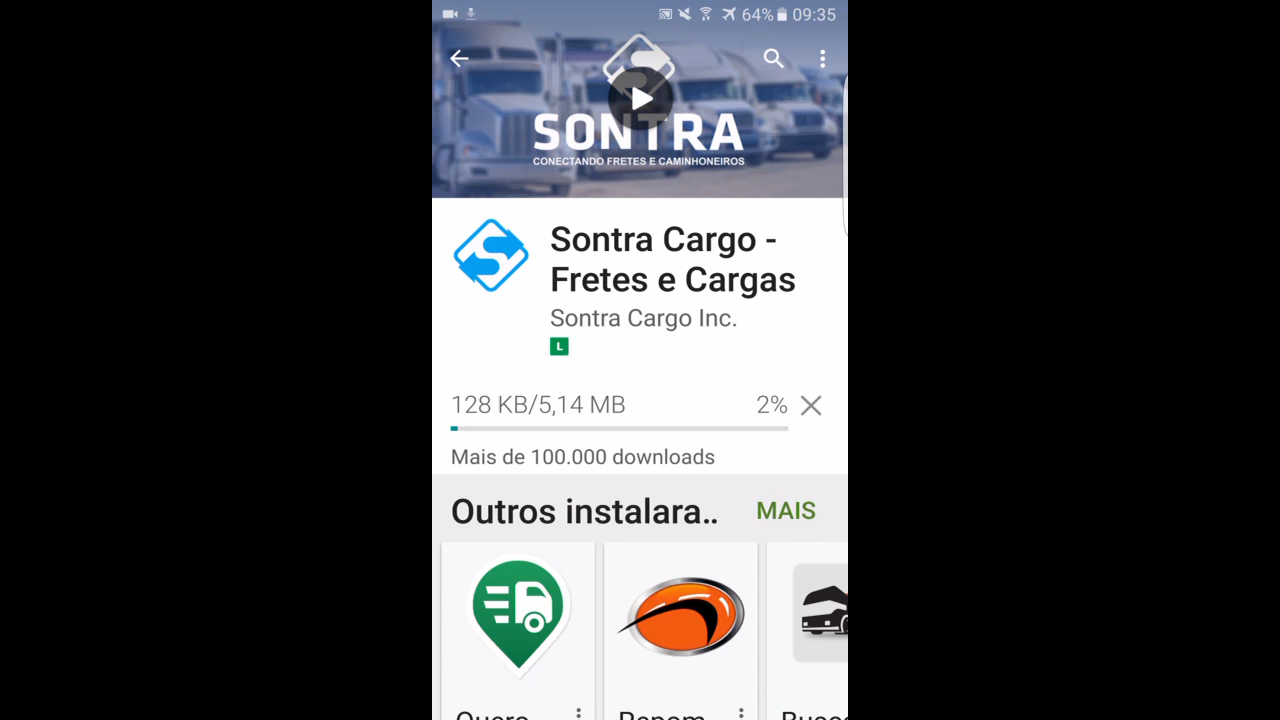 64% 09:35
SONTRA
CONECTANDO FRETES E CAMINHONEIROS
Sontra Cargo -
Fretes e Cargas
Sontra Cargo Inc.
L
128 KB/5,14 MB 2%
Mais de 100.000 downloads
Outros instalara.. MAIS
Quero